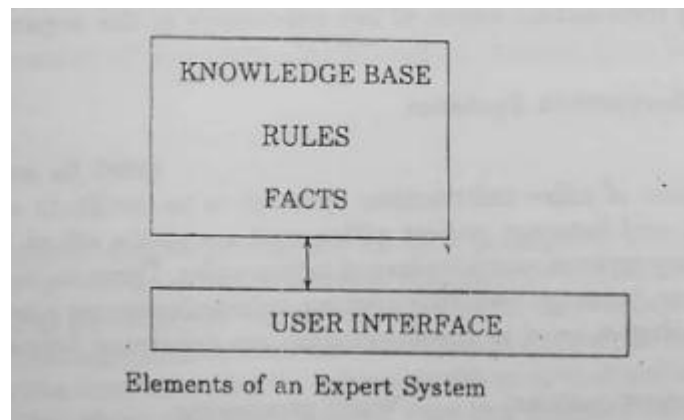 KNOWLEDGE BASE
RULES
FACTS
USER INTERFACE
Elements of an Expert System